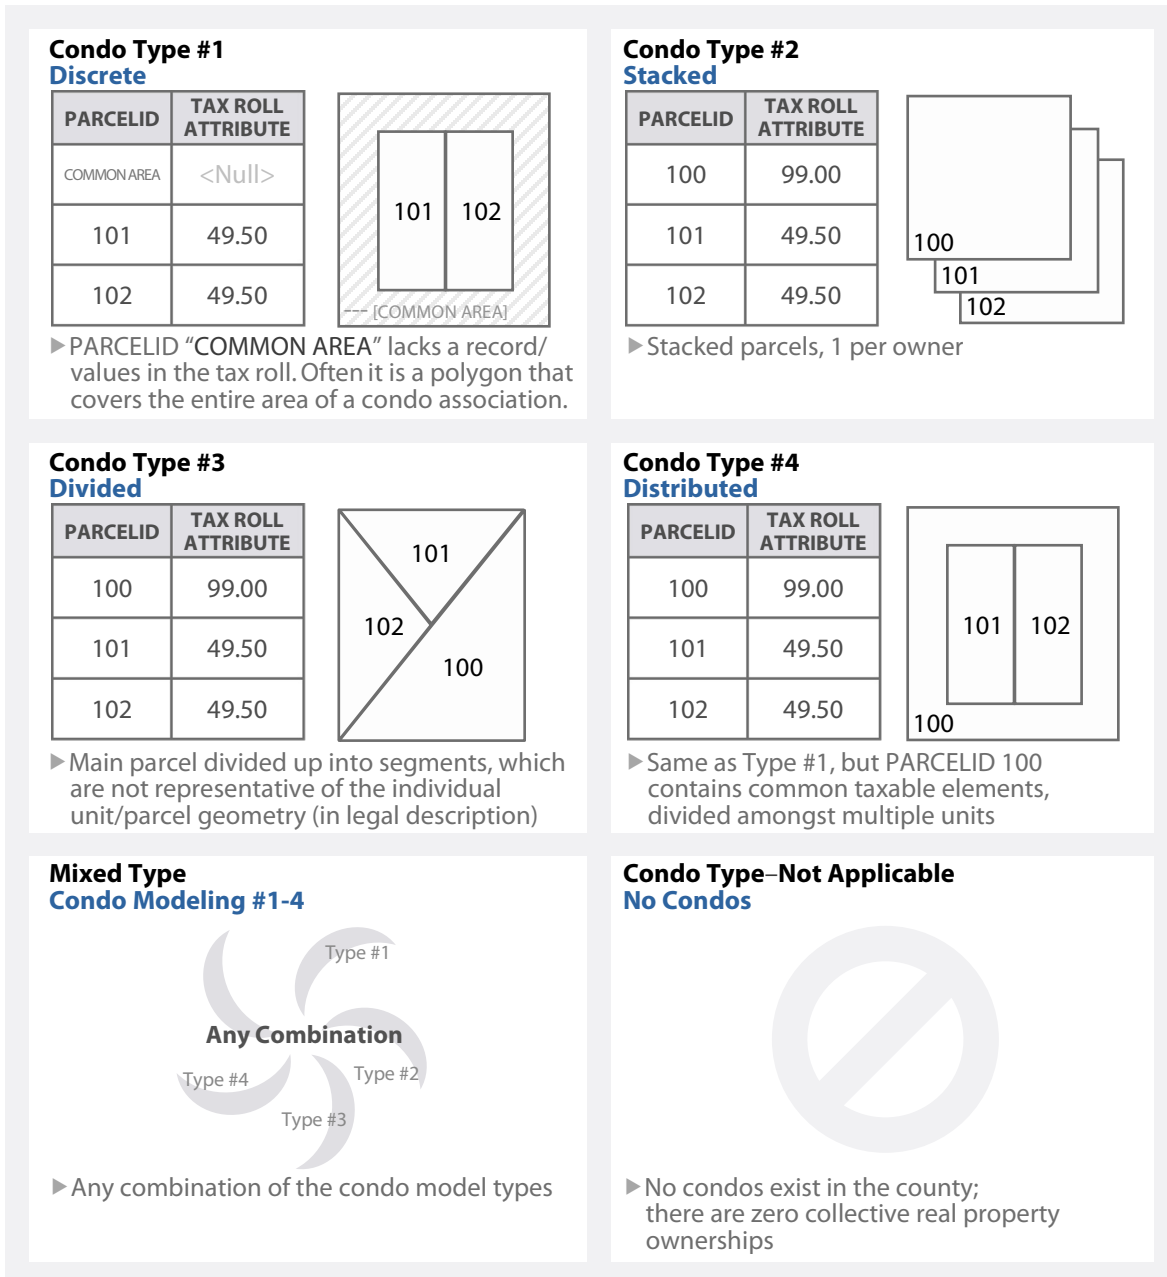 Condo Type #1
Discrete
PARCELID TAX ROLL ATTRIBUTE
COMMON AREA <Null>
101 49.50
102 49.50
101 102
--- [COMMON AREA]
PARCELID “COMMON AREA” lacks a record/
values in the tax roll. Often it is a polygon that
covers the entire area of a condo association.
Condo Type #2
Stacked
PARCELID TAX ROLL ATTRIBUTE
100 99.00
101 49.50
102 49.50
100
101
102
Stacked parcels, 1 per owner
Condo Type #3
Divided
PARCELID TAX ROLL ATTRIBUTE
100 99.00
101 49.50
102 49.50
101
102
100
Main parcel divided up into segments, which
are not representative of the individual
unit/parcel geometry (in legal description)
Condo Type #4
Distributed
PARCELID TAX ROLL ATTRIBUTE
100 99.00
101 49.50
102 49.50
101 102
100
Same as Type #1, but PARCELID 100
contains common taxable elements,
divided amongst multiple units
Mixed Type
Condo Modeling #1-4
Type #1
Any Combination
Type #4 Type #2
Type #3
Any combination of the condo model types
Condo Type–Not Applicable
No Condos
No condos exist in the county;
there are zero collective real property
ownerships